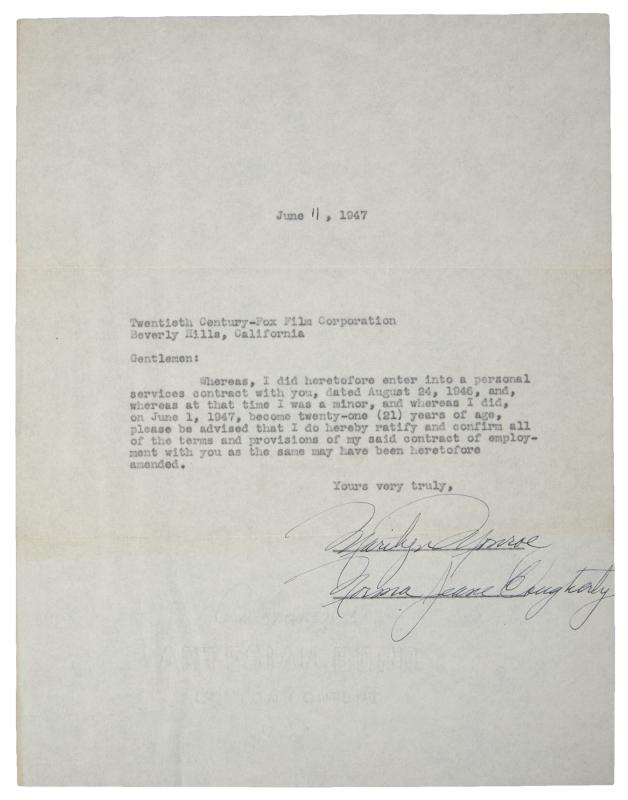 June 11, 1947
Twentieth Century-Fox Film Corporation
Beverly Hills, California
Gentlemen:
Whereas, I did heretofore enter into a personal
services contract with you, dated August 24, 1946, and,
whereas at that time I was a minor, and whereas I did,
on June 1, 1947, become twenty-one (21) years of age,
please be advised that I do hereby ratify and confirm all
of the terms and provisions of my said contract of employ-
ment with you as the same may have been heretofore
amended.
Yours very truly,
Marilyn Monroe
Norma Jeane Dougherty